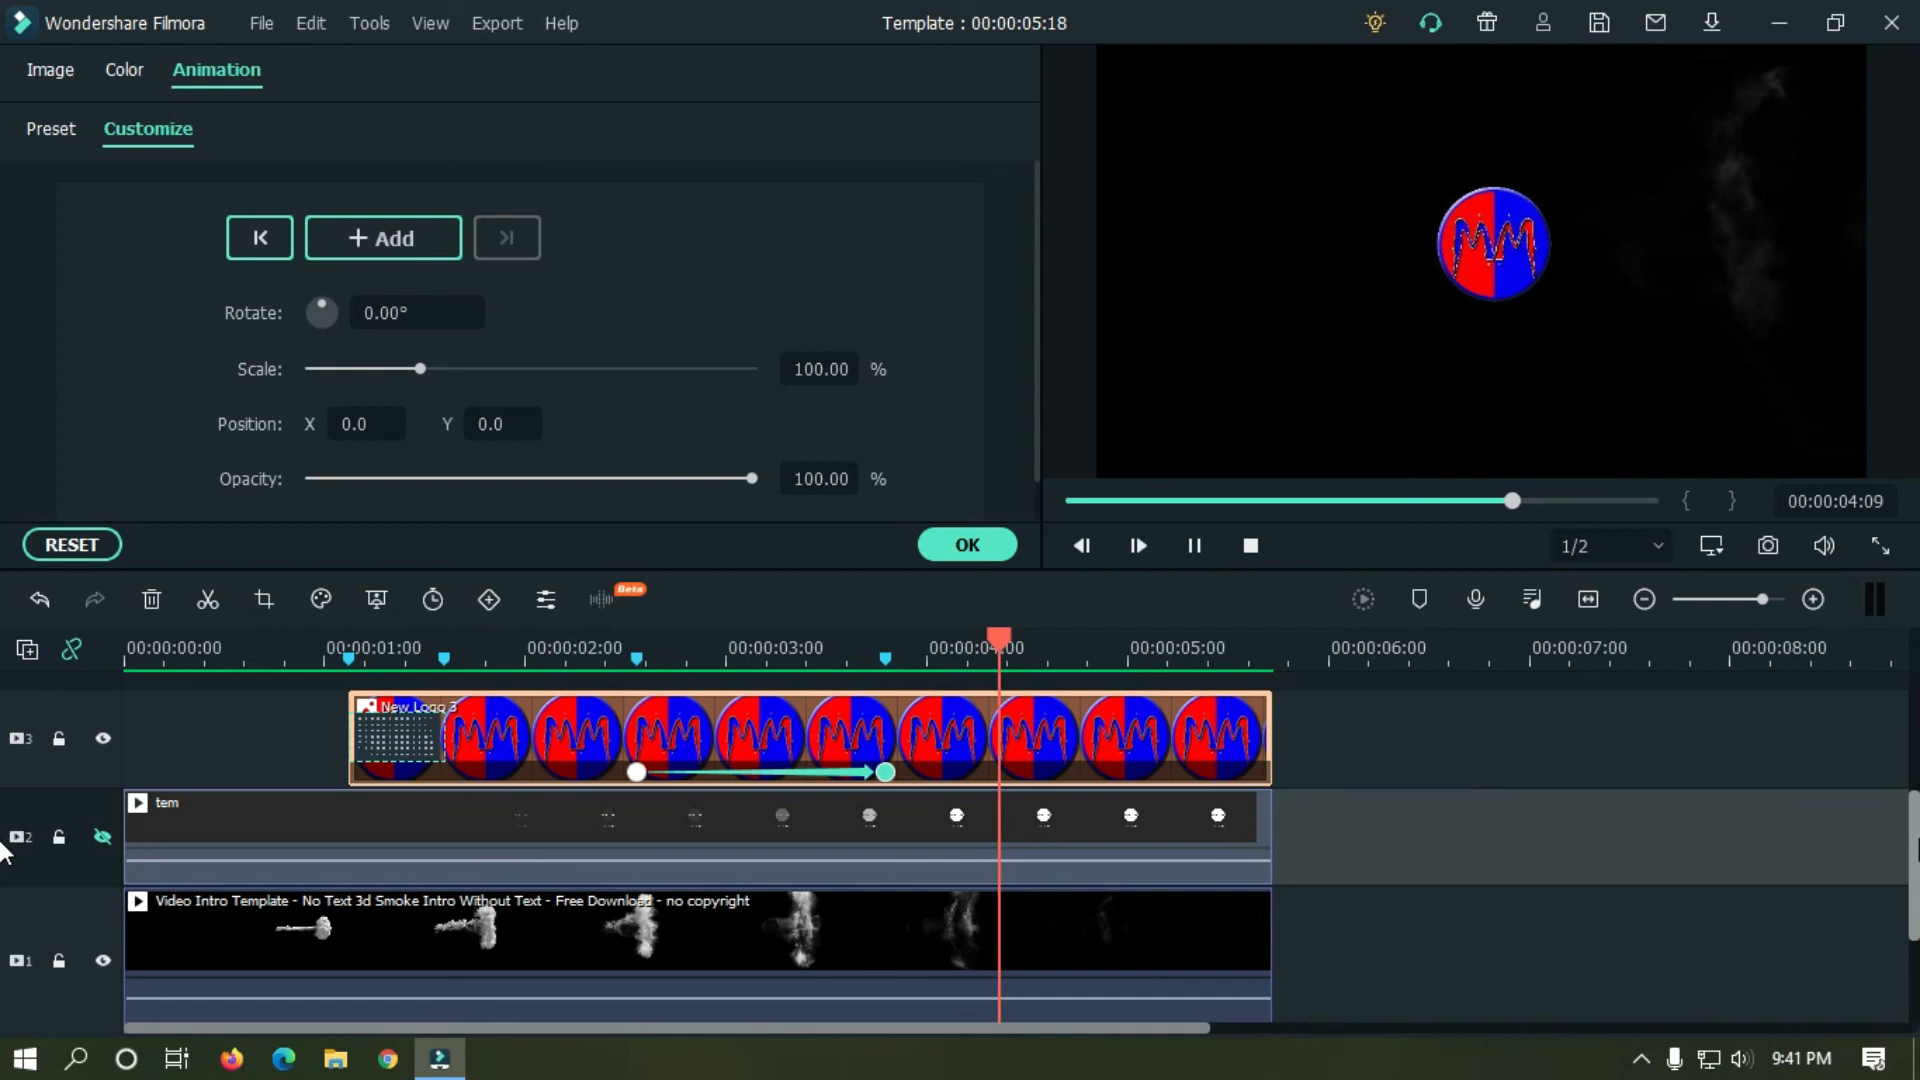 Wondershare Filmora File Edit Tools View Export Help Template : 00:00:05:18
Image Color Animation
Preset Customize
Add
Rotate: 0.00°
Scale: 100.00 %
Position: X 0.0 Y 0.0
Opacity: 100.00 %
{ } 00:00:04:09
RESET OK
1/2
Beta
00:00:00:00 00:00:01:00 00:00:02:00 00:00:03:00 00:00:05:00 00:00:06:00 00:00:07:00 00:00:08:00
New Logo 3
3
tem
2
Video Intro Template - No Text 3d Smoke Intro Without Text - Free Download - no copyright
1
9:41 PM